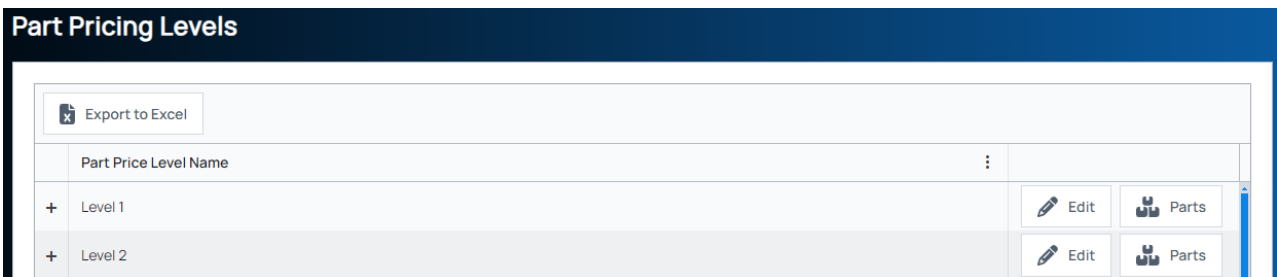 Part Pricing Levels
Export to Excel
Part Price Level Name
Level 1 Edit Parts
Level 2 Edit Parts